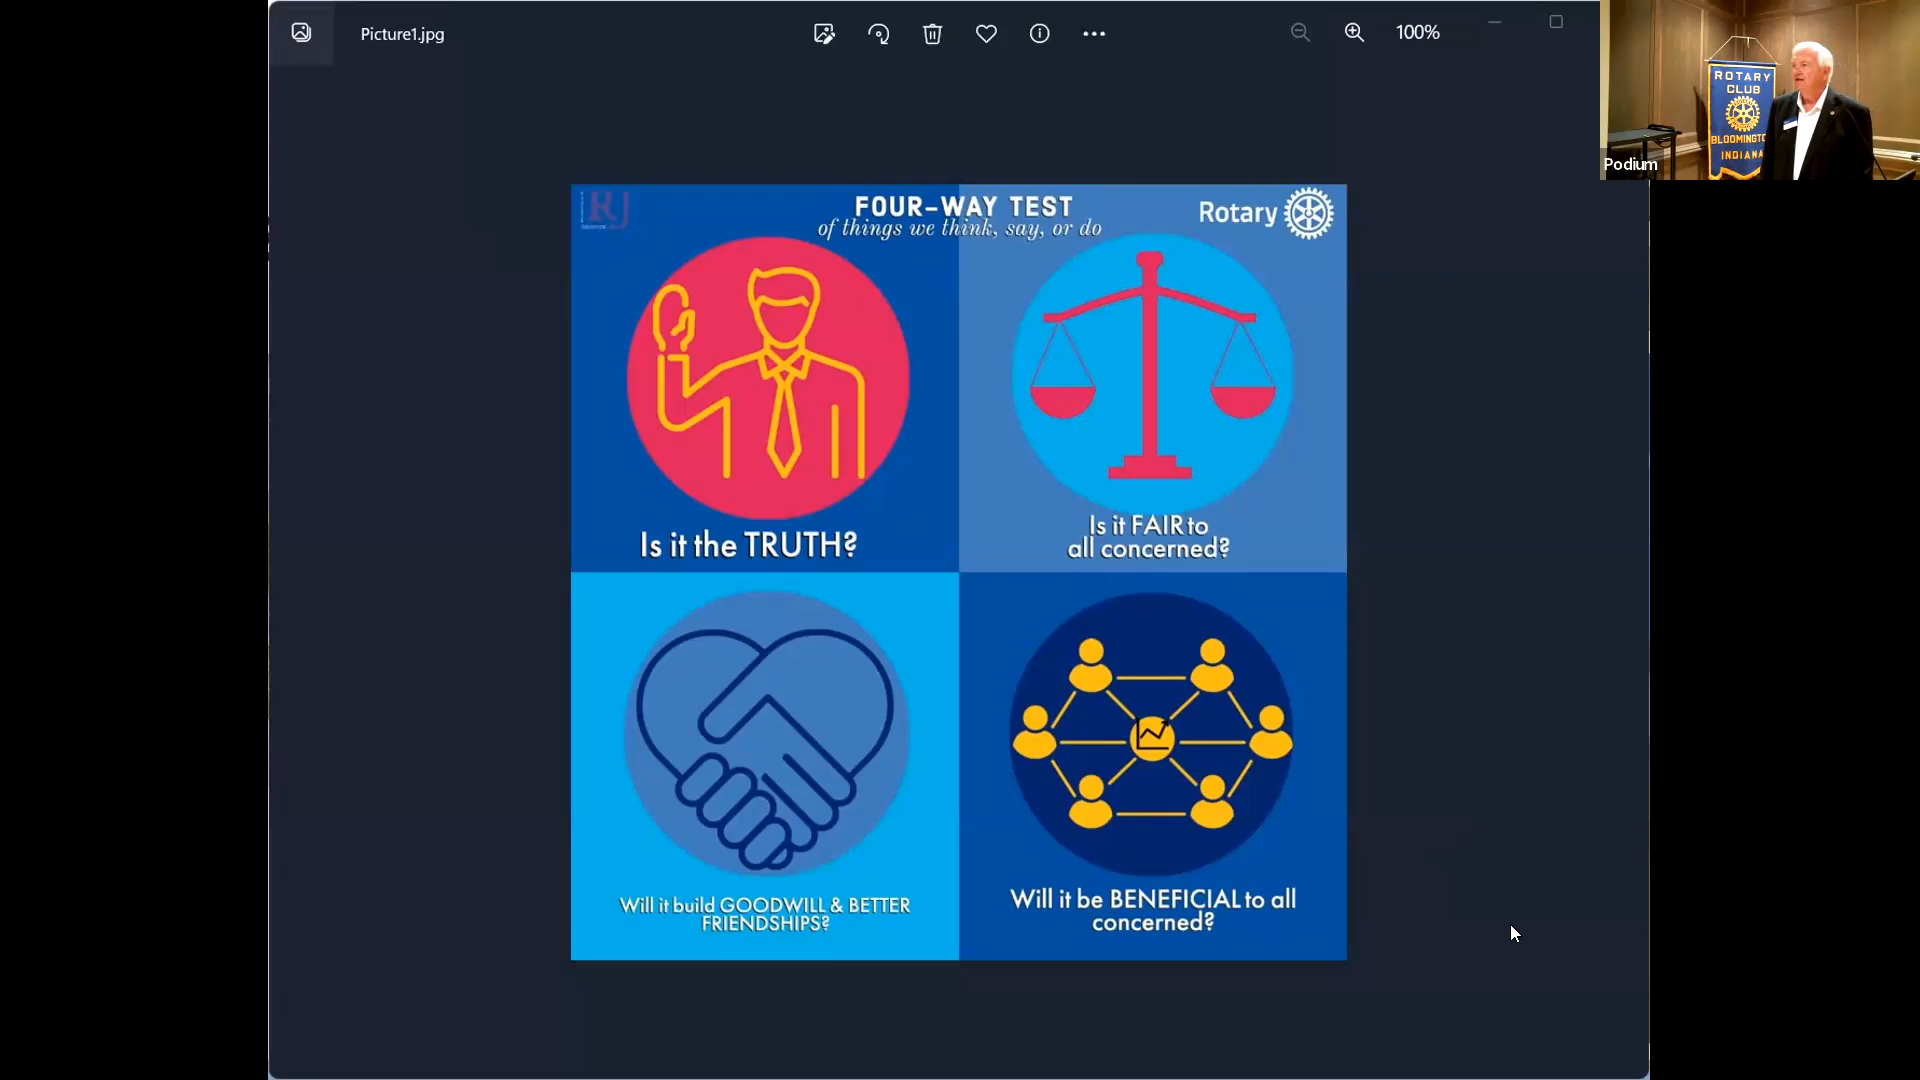 Picture1.jpg
100%
ROTARY
CLUB
BLOOMINGTO
INDIANA
Podium
RJ
FOUR-WAY TEST
of things we think, say, or do
Rotary
Is it the TRUTH?
Is it FAIR to
all concerned?
Will it build GOODWILL & BETTER
FRIENDSHIPS?
Will it be BENEFICIAL to all
concerned?